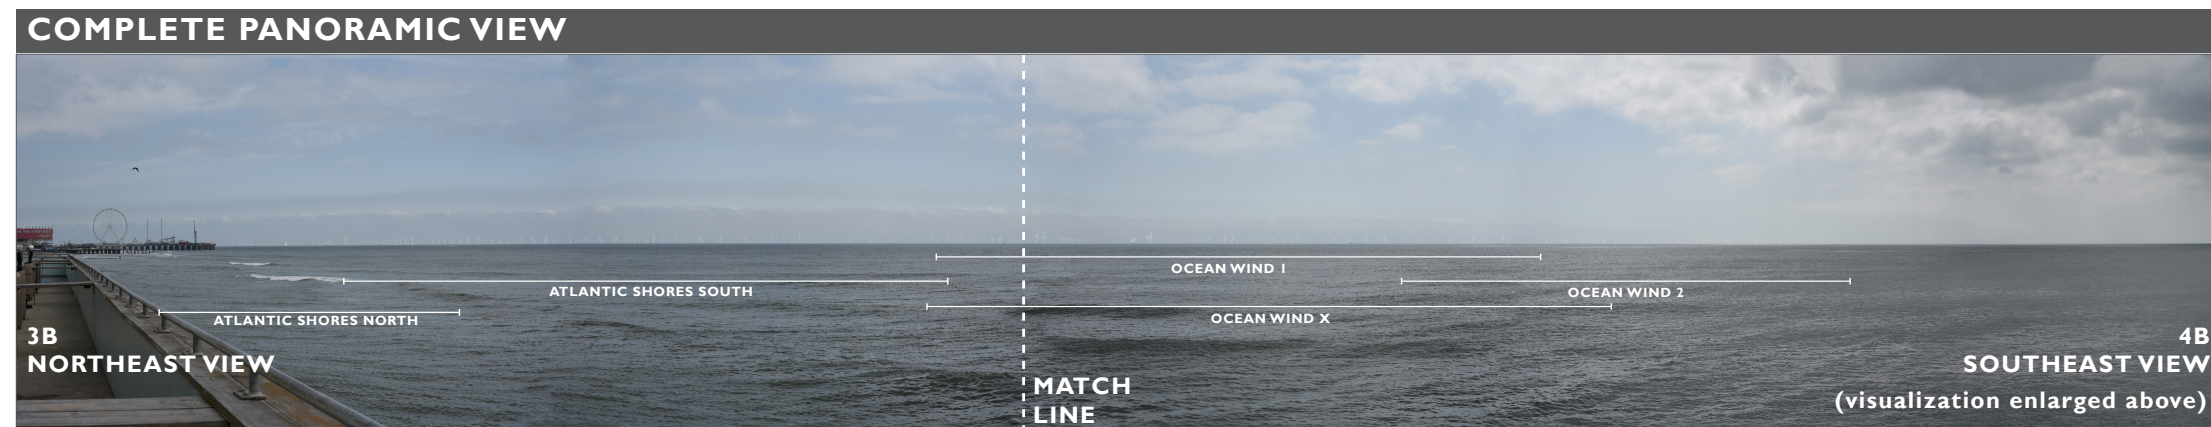 COMPLETE PANORAMIC VIEW
OCEAN WIND 1
ATLANTIC SHORES SOUTH
OCEAN WIND 2
ATLANTIC SHORES NORTH
OCEAN WIND X
3B
NORTHEAST VIEW
4B
SOUTHEAST VIEW
(visualization enlarged above)
MATCH
LINE